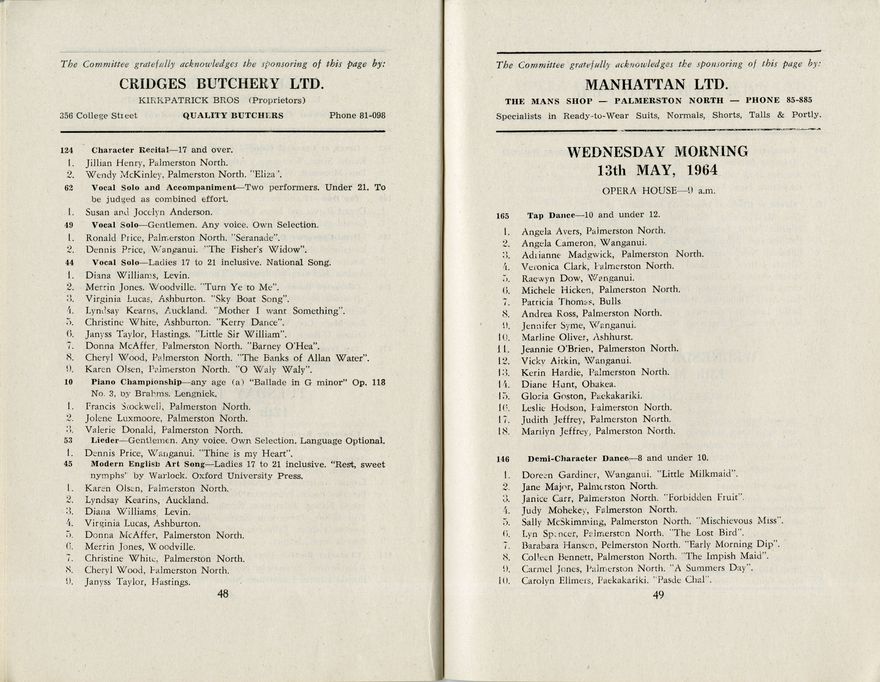 The Committee gratefully acknowledges the sponsoring of this page by:
CRIDGES BUTCHERY LTD.
KIRKPATRICK BROS (Proprietors)
356 College Street QUALITY BUTCHERS Phone 81-098
124 Character Recital—17 and over.
1. Jillian Henry, Palmerston North.
2. Wendy McKinley, Palmerston North. "Eliza".
62 Vocal Solo and Accompaniment—Two performers. Under 21. To
be judged as combined effort.
1. Susan and Jocelyn Anderson.
49 Vocal Solo—Gentlemen. Any voice. Own Selection.
1. Ronald Price, Palmerston North. "Seranade".
2. Dennis Price, Wanganui. "The Fisher's Widow".
44 Vocal Solo—Ladies 17 to 21 inclusive. National Song.
1. Diana Williams, Levin.
2. Merrin Jones. Woodville. "Turn Ye to Me".
3. Virginia Lucas, Ashburton. "Sky Boat Song".
4. Lyndsay Kearns, Auckland. "Mother I want Something".
5. Christine White, Ashburton. "Kerry Dance".
6. Janyss Taylor, Hastings. "Little Sir William".
7. Donna McAffer, Palmerston North. "Barney O'Hea".
8. Cheryl Wood, Palmerston North. "The Banks of Allan Water".
9. Karen Olsen, Palmerston North. "O Waly Waly".
10 Piano Championship—any age (a) "Ballade in G minor" Op. 118
No. 3, by Brahms. Lengnick.
1. Francis Stockwell, Palmerston North.
2. Jolene Luxmoore, Palmerston North.
3. Valerie Donald, Palmerston North.
53 Lieder—Gentlemen. Any voice. Own Selection. Language Optional.
1. Dennis Price, Wanganui. "Thine is my Heart".
45 Modern English Art Song—Ladies 17 to 21 inclusive. "Rest, sweet
nymphs' by Warlock. Oxford University Press.
1. Karen Olsen, Palmerston North.
2. Lyndsay Kearins, Auckland.
3. Diana Williams, Levin.
4. Virginia Lucas, Ashburton.
5. Donna McAffer, Palmerston North.
6. Merrin Jones, Woodville.
7. Christine White, Palmerston North.
8. Cheryl Wood, Palmerston North.
9. Janyss Taylor, Hastings.
48
The Committee gratefully acknowledges the sponsoring of this page by:
MANHATTAN LTD.
THE MANS SHOP — PALMERSTON NORTH — PHONE 85-885
Specialists in Ready-to-Wear Suits, Normals, Shorts, Talls & Portly.
WEDNESDAY MORNING
13th MAY, 1964
OPERA HOUSE—9 a.m.
165 Tap Dance—10 and under 12.
1. Angela Avers, Palmerston North.
2. Angela Cameron, Wanganui.
3. Adrianne Madgwick, Palmerston North.
4. Veronica Clark, Palmerston North.
5. Raewyn Dow, Wanganui.
6. Michele Hicken, Palmerston North.
7. Patricia Thomas, Bulls
8. Andrea Ross, Palmerston North.
9. Jennifer Syme, Wanganui.
10. Marline Oliver, Ashhurst.
11. Jeannie O'Brien, Palmerston North.
12. Vicky Aitkin, Wanganui.
13. Kerin Hardie, Palmerston North.
14. Diane Hunt, Ohakea.
15. Gloria Goston, Paekakariki.
16. Leslie Hodson, Palmerston North.
17. Judith Jeffrey, Palmerston North.
18. Marilyn Jeffrey, Palmerston North.
146 Demi-Character Dance—8 and under 10.
1. Doreen Gardiner, Wanganui. "Little Milkmaid".
2. Jane Major, Palmerston North.
3. Janice Carr, Palmerston North. "Forbidden Fruit".
4. Judy Mohekey, Palmerston North.
5. Sally McSkimming, Palmerston North. "Mischievous Miss".
6. Lyn Spencer, Palmerston North. "The Lost Bird".
7. Barabara Hansen, Pelmerston North. "Early Morning Dip".
8. Colleen Bennett, Palmerston North. "The Impish Maid".
9. Carmel Jones, Palmerston North. "A Summers Day".
10. Carolyn Ellmers, Paekakariki. "Pasde Chal".
49